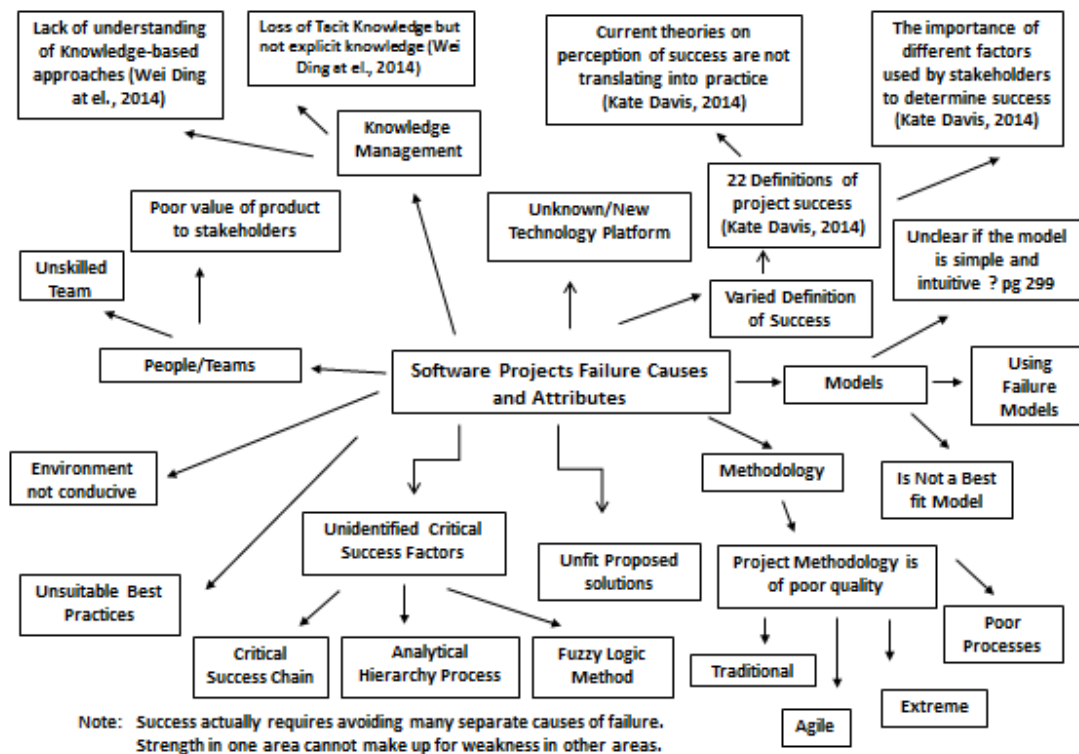 Lack of understanding
of Knowledge-based
approaches (Wei Ding
at el., 2014)
Loss of Tacit Knowledge but
not explicit knowledge (Wei
Ding at el., 2014)
Current theories on
perception of success are not
translating into practice
(Kate Davis, 2014)
The importance of
different factors
used by stakeholders
to determine success
(Kate Davis, 2014)
Knowledge
Management
Poor value of product
to stakeholders
Unknown/New
Technology Platform
22 Definitions of
project success
(Kate Davis, 2014)
Unclear if the model
is simple and
intuitive ? pg 299
Unskilled
Team
Varied Definition
of Success
People/Teams
Software Projects Failure Causes
and Attributes
Models
Using
Failure
Models
Environment
not conducive
Methodology
Is Not a Best
fit Model
Unidentified Critical
Success Factors
Unfit Proposed
solutions
Project Methodology is
of poor quality
Unsuitable Best
Practices
Poor
Processes
Critical
Success Chain
Analytical
Hierarchy Process
Fuzzy Logic
Method
Traditional
Agile
Extreme
Note: Success actually requires avoiding many separate causes of failure.
Strength in one area cannot make up for weakness in other areas.